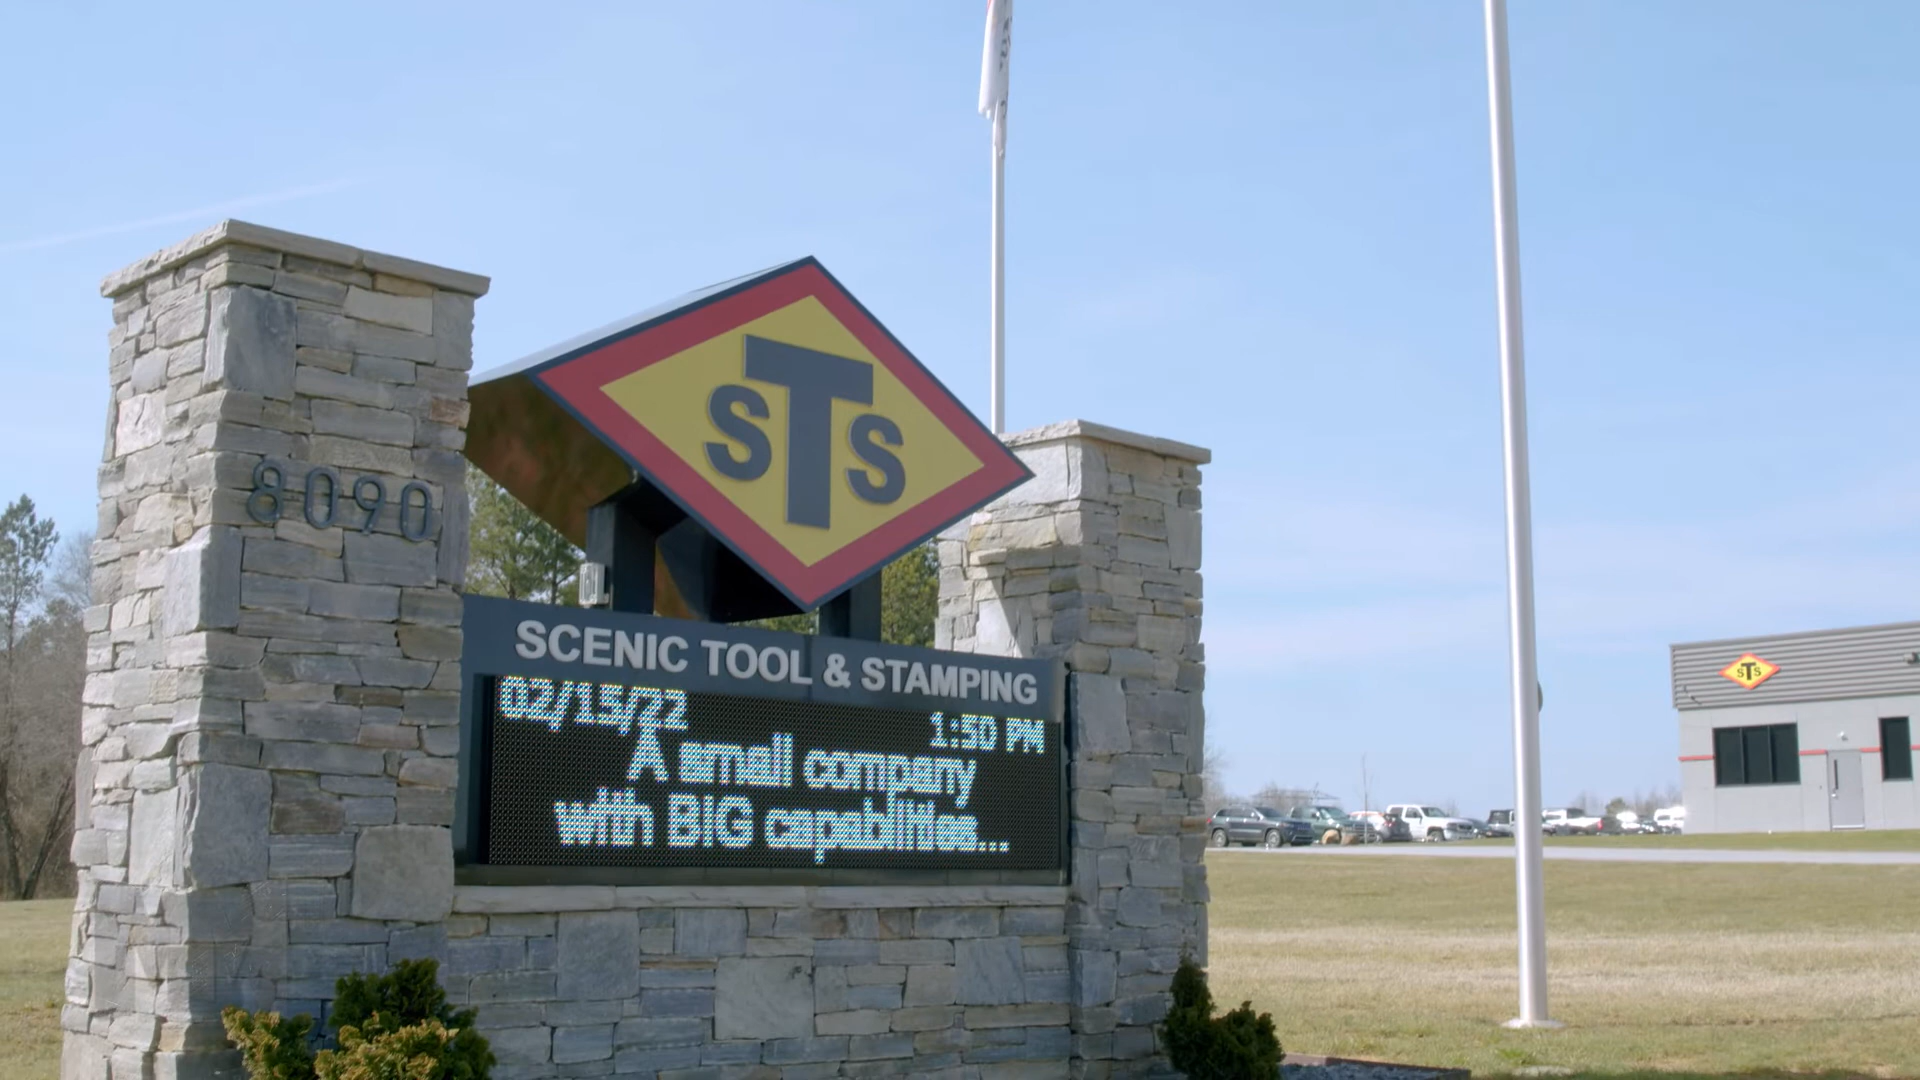 STS
8090
SCENIC TOOL & STAMPING
02/15/22 1:50 PM
A small company
with BIG capabilities...
STS